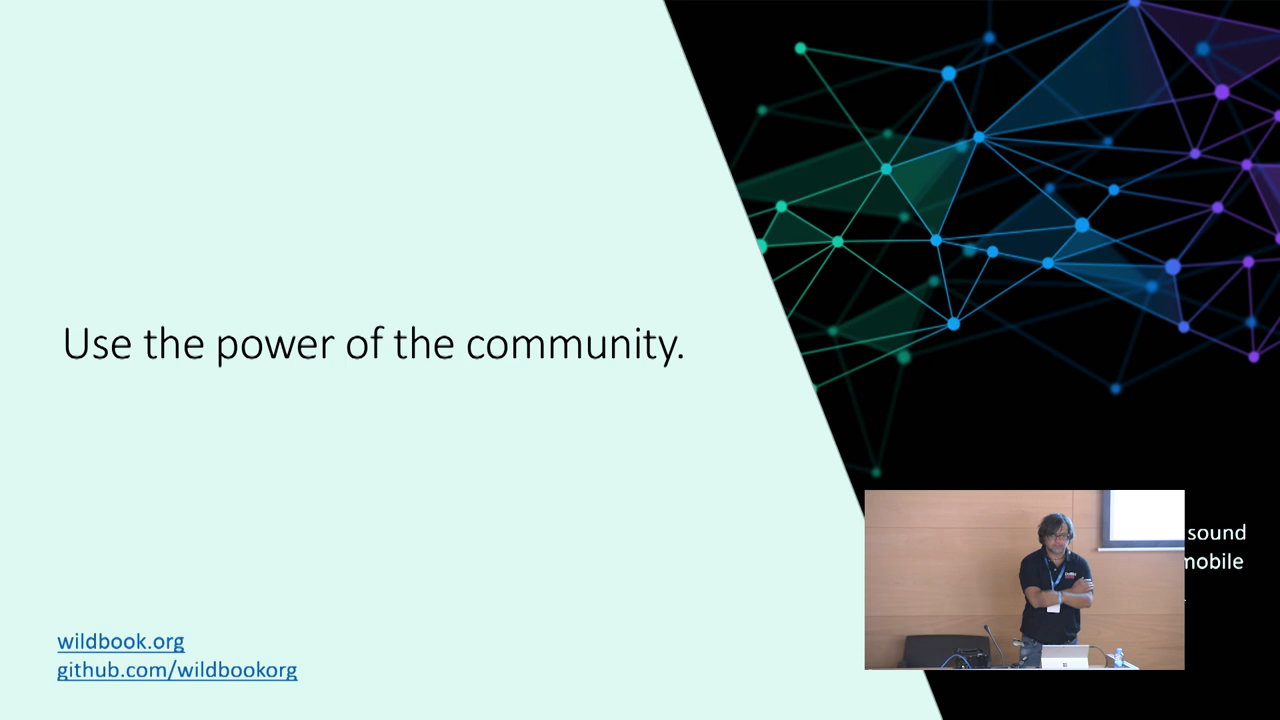 Use the power of the community.
sound
mobile
wildbook.org
github.com/wildbookorg